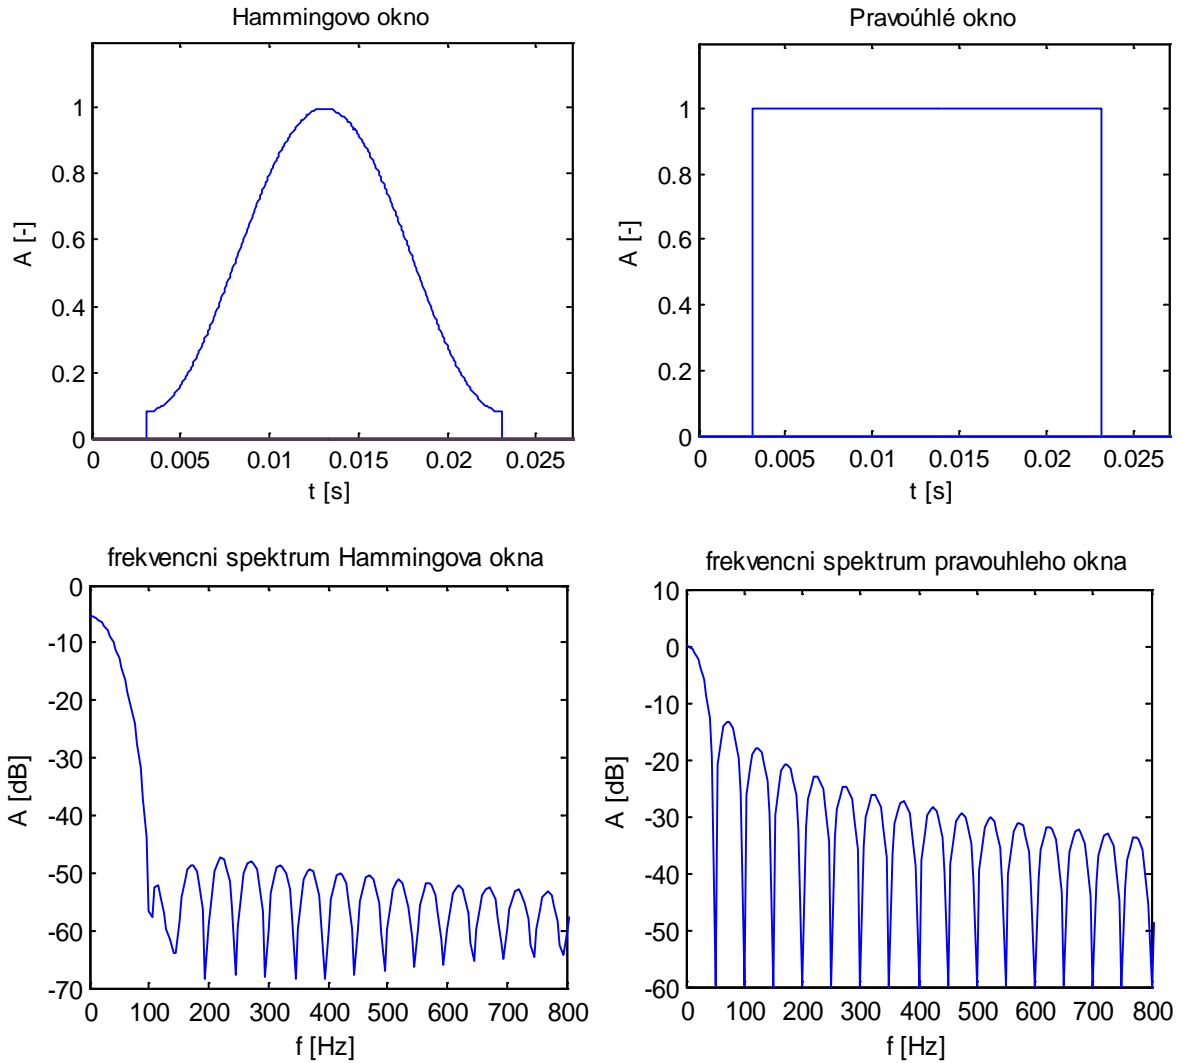 Hammingovo okno
1
0.8
0.6
0.4
0.2
0
A [-]
0 0.005 0.01 0.015 0.02 0.025
t [s]
Pravoúhlé okno
1
0.8
0.6
0.4
0.2
0
A [-]
0 0.005 0.01 0.015 0.02 0.025
t [s]
frekvencni spektrum Hammingova okna
0
-10
-20
-30
-40
-50
-60
-70
A [dB]
0 100 200 300 400 500 600 700 800
f [Hz]
frekvencni spektrum pravouhleho okna
10
0
-10
-20
-30
-40
-50
-60
A [dB]
0 100 200 300 400 500 600 700 800
f [Hz]